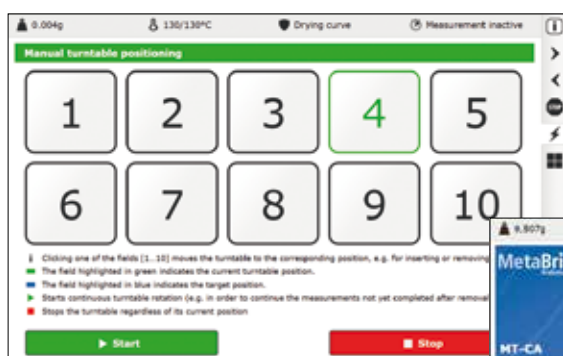 0.004g 130/130°C Drying curve Measurement inactive
Manual turntable positioning
1 2 3 4 5
6 7 8 9 10
Clicking one of the fields [1..10] moves the turntable to the corresponding position, e.g. for inserting or removing
The field highlighted in green indicates the current turntable position.
The field highlighted in blue indicates the target position.
Starts continuous turntable rotation (e.g. in order to continue the measurements not yet completed after removal
Stops the turntable regardless of its current position
Start Stop
STOP
0.507g
MetaBri
MT-CA